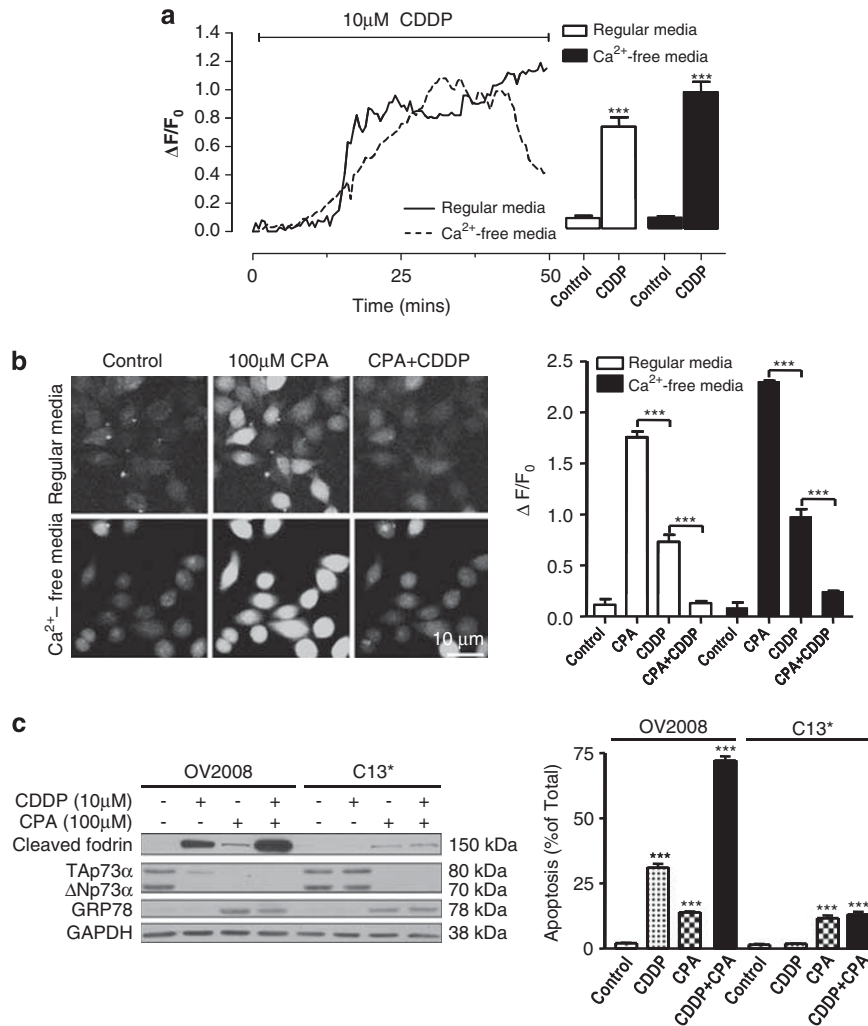 a
10μM CDDP
Regular media
Ca²⁺-free media
1.4
1.2
1.0
0.8
0.6
0.4
0.2
0.0
ΔF/F₀
Regular media
Ca²⁺-free media
0
25
50
Time (mins)
***
***
Control
CDDP
Control
CDDP
b
Control
100μM CPA
CPA+CDDP
Regular media
Ca²⁺– free media
10 μm
2.5
2.0
1.5
1.0
0.5
0.0
Δ F/F₀
Regular media
Ca²⁺-free media
***
***
***
***
Control
CPA
CDDP
CPA+CDDP
Control
CPA
CDDP
CPA+CDDP
c
OV2008
C13*
CDDP (10μM) - + - + - + - +
CPA (100μM) - - + + - - + +
Cleaved fodrin 150 kDa
TAp73α 80 kDa
ΔNp73α 70 kDa
GRP78 78 kDa
GAPDH 38 kDa
OV2008
C13*
75
50
25
0
Apoptosis (%of Total)
***
***
***
***
***
Control
CDDP
CPA
CDDP+CPA
Control
CDDP
CPA
CDDP+CPA